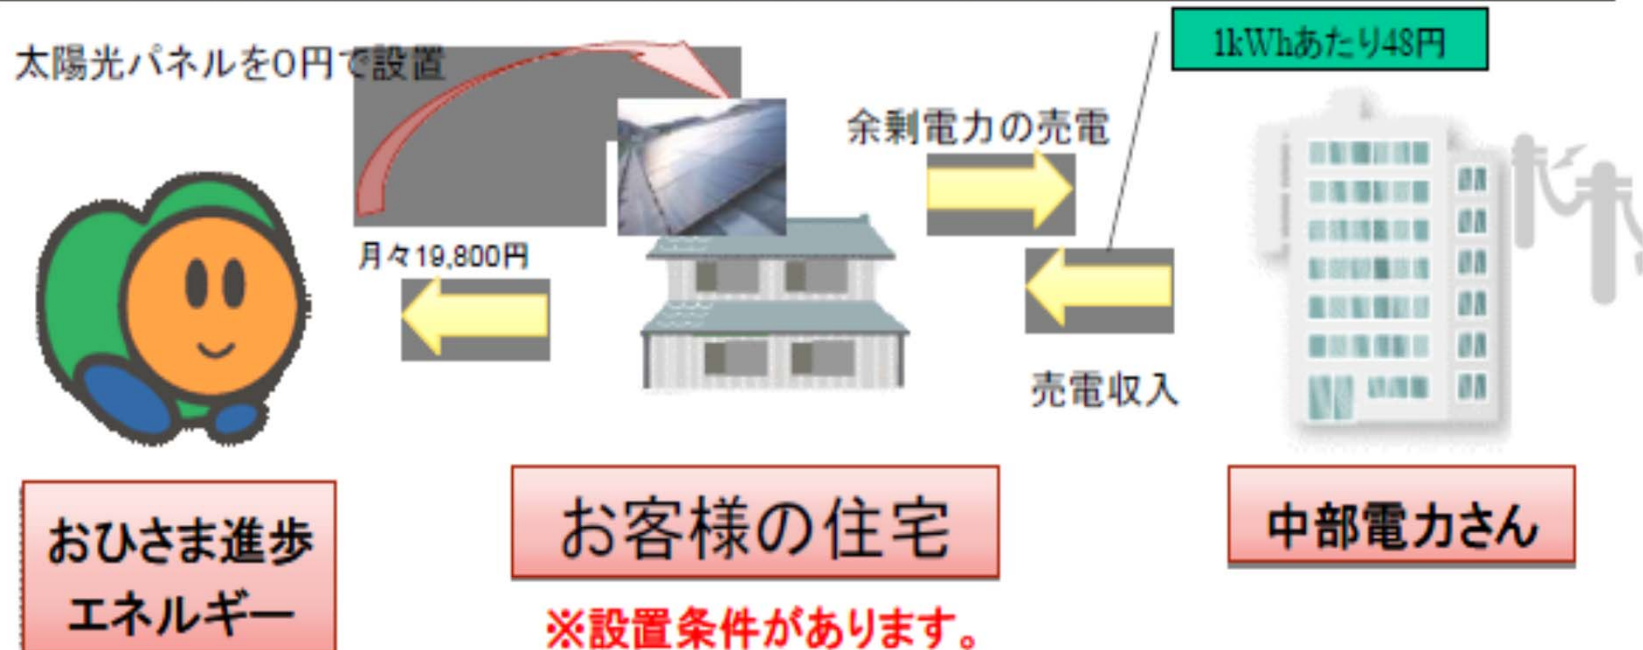 太陽光パネルを0円で設置
1kWhあたり48円
余剰電力の売電
月々19,800円
売電収入
おひさま進歩
エネルギー
お客様の住宅
中部電力さん
※設置条件があります。